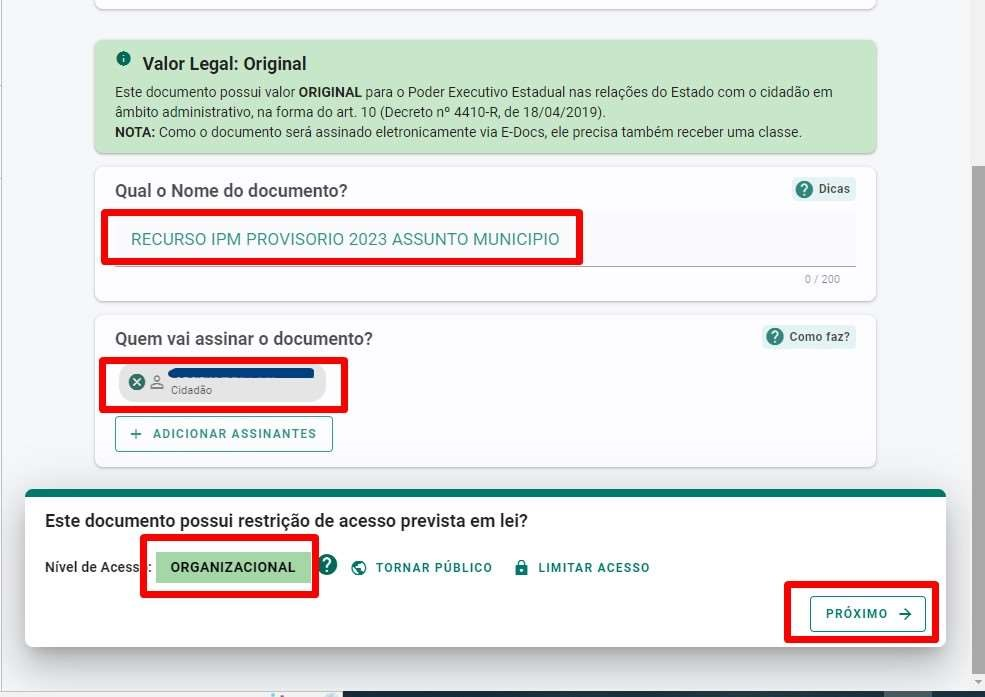 Valor Legal: Original
Este documento possui valor ORIGINAL para o Poder Executivo Estadual nas relações do Estado com o cidadão em
âmbito administrativo, na forma do art. 10 (Decreto nº 4410-R, de 18/04/2019).
NOTA: Como o documento será assinado eletronicamente via E-Docs, ele precisa também receber uma classe.
Qual o Nome do documento?
? Dicas
RECURSO IPM PROVISORIO 2023 ASSUNTO MUNICIPIO
0 / 200
Quem vai assinar o documento?
? Como faz?
Cidadão
+ ADICIONAR ASSINANTES
Este documento possui restrição de acesso prevista em lei?
Nível de Acess : ORGANIZACIONAL ? TORNAR PÚBLICO LIMITAR ACESSO
PRÓXIMO →